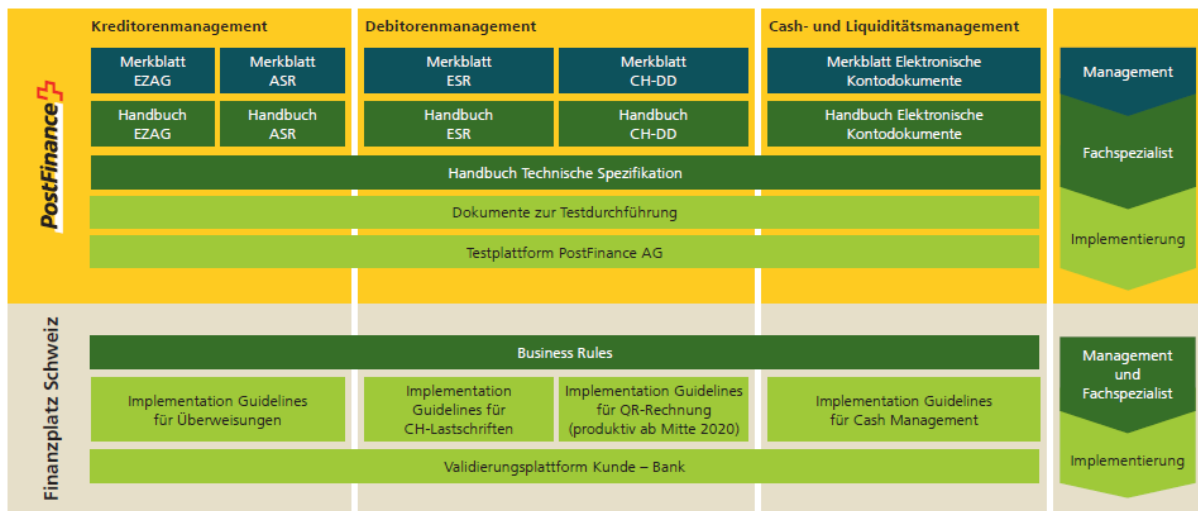 Kreditorenmanagement
Debitorenmanagement
Cash- und Liquiditätsmanagement
Merkblatt
EZAG
Merkblatt
ASR
Merkblatt
ESR
Merkblatt
CH-DD
Merkblatt Elektronische
Kontodokumente
Management
Handbuch
EZAG
Handbuch
ASR
Handbuch
ESR
Handbuch
CH-DD
Handbuch Elektronische
Kontodokumente
Fachspezialist
Handbuch Technische Spezifikation
Dokumente zur Testdurchführung
Testplattform PostFinance AG
Implementierung
PostFinance
Finanzplatz Schweiz
Business Rules
Management
und
Fachspezialist
Implementation Guidelines
für Überweisungen
Implementation
Guidelines für
CH-Lastschriften
Implementation Guidelines
für QR-Rechnung
(produktiv ab Mitte 2020)
Implementation Guidelines
für Cash Management
Validierungsplattform Kunde – Bank
Implementierung